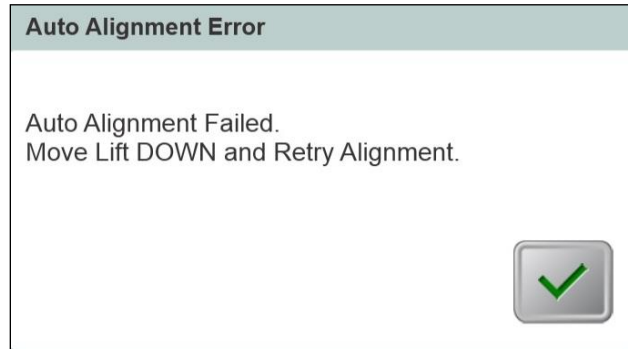 Auto Alignment Error
Auto Alignment Failed.
Move Lift DOWN and Retry Alignment.